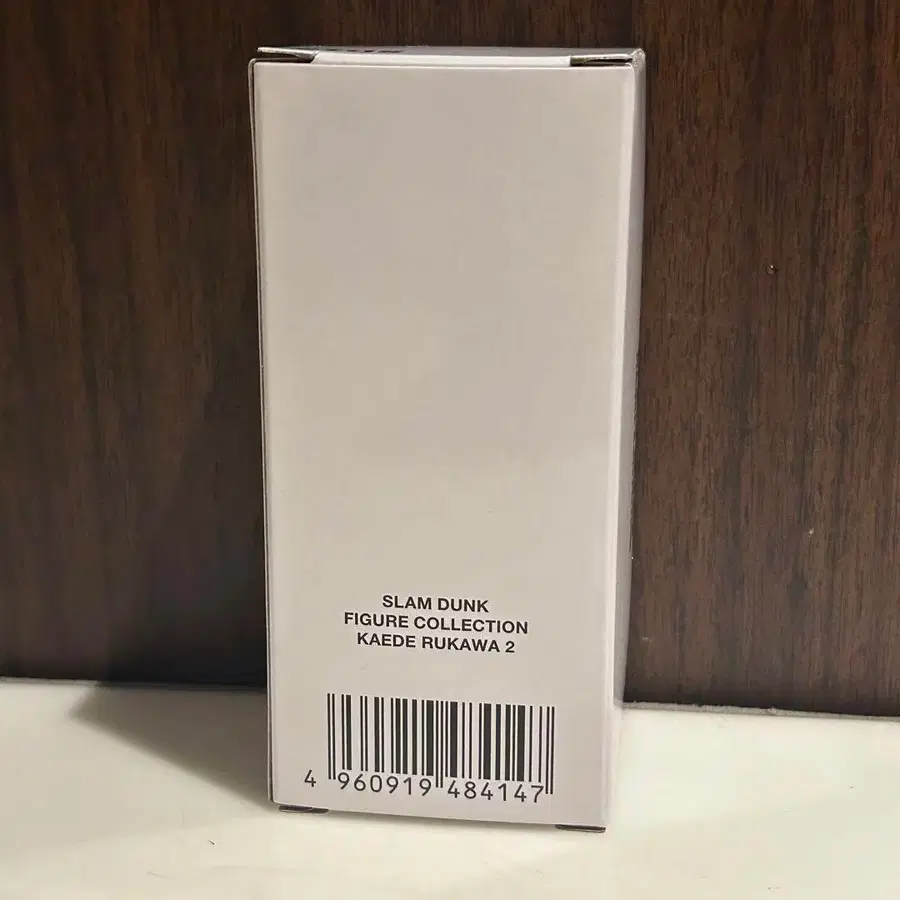 SLAM DUNK
FIGURE COLLECTION
KAEDE RUKAWA 2
4 960919 484147